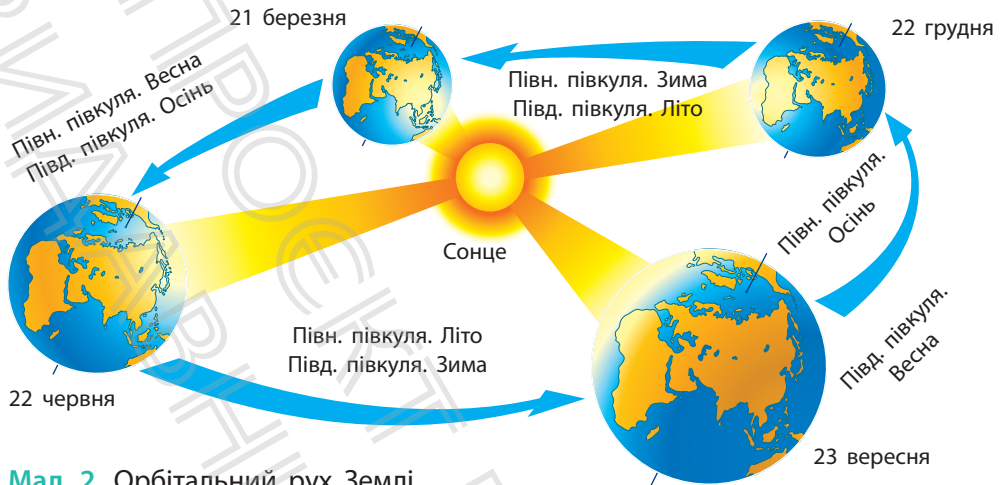 21 березня
22 грудня
Півн. півкуля. Весна
Півд. півкуля. Осінь
Півн. півкуля. Зима
Півд. півкуля. Літо
Півн. півкуля.
Осінь
Сонце
Півн. півкуля. Літо
Півд. півкуля. Зима
Півд. півкуля.
Весна
22 червня
23 вересня
Мал. 2. Орбітальний рух Землі